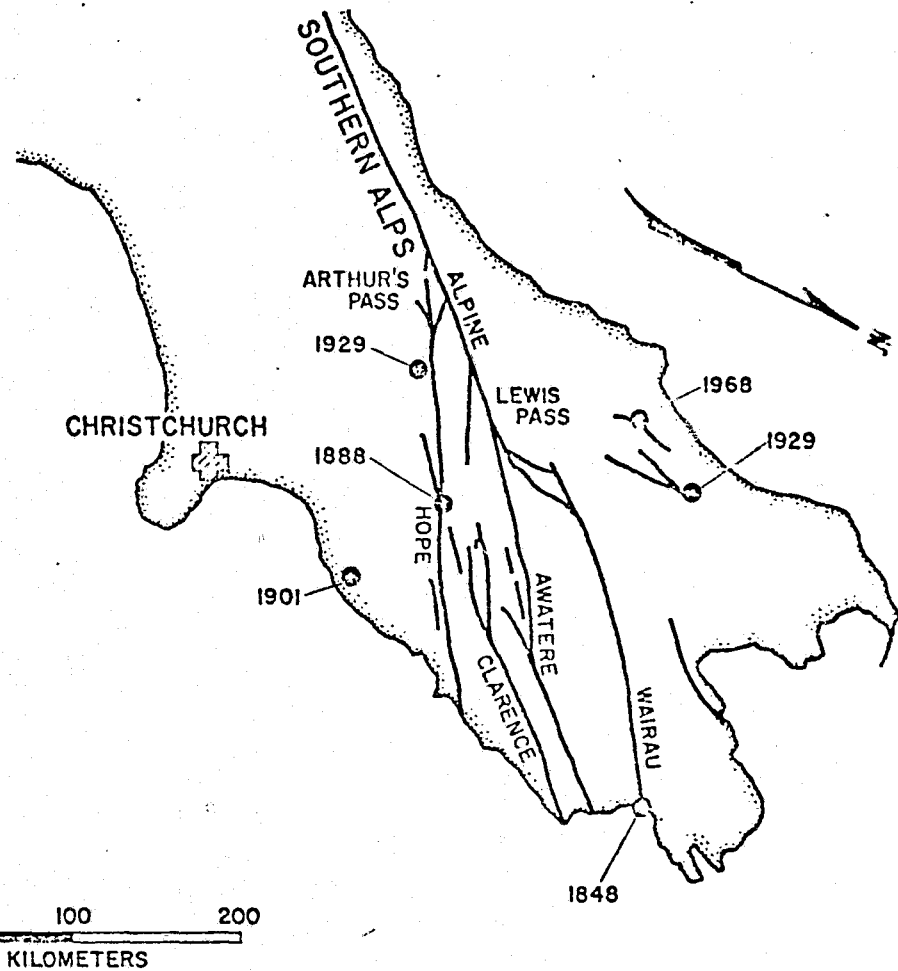 SOUTHERN ALPS
ARTHUR'S
PASS
ALPINE
1929
LEWIS
PASS
1968
CHRISTCHURCH
1888
1929
HOPE
1901
AWATERE
CLARENCE
WAIRAU
1848
N
100 200
KILOMETERS